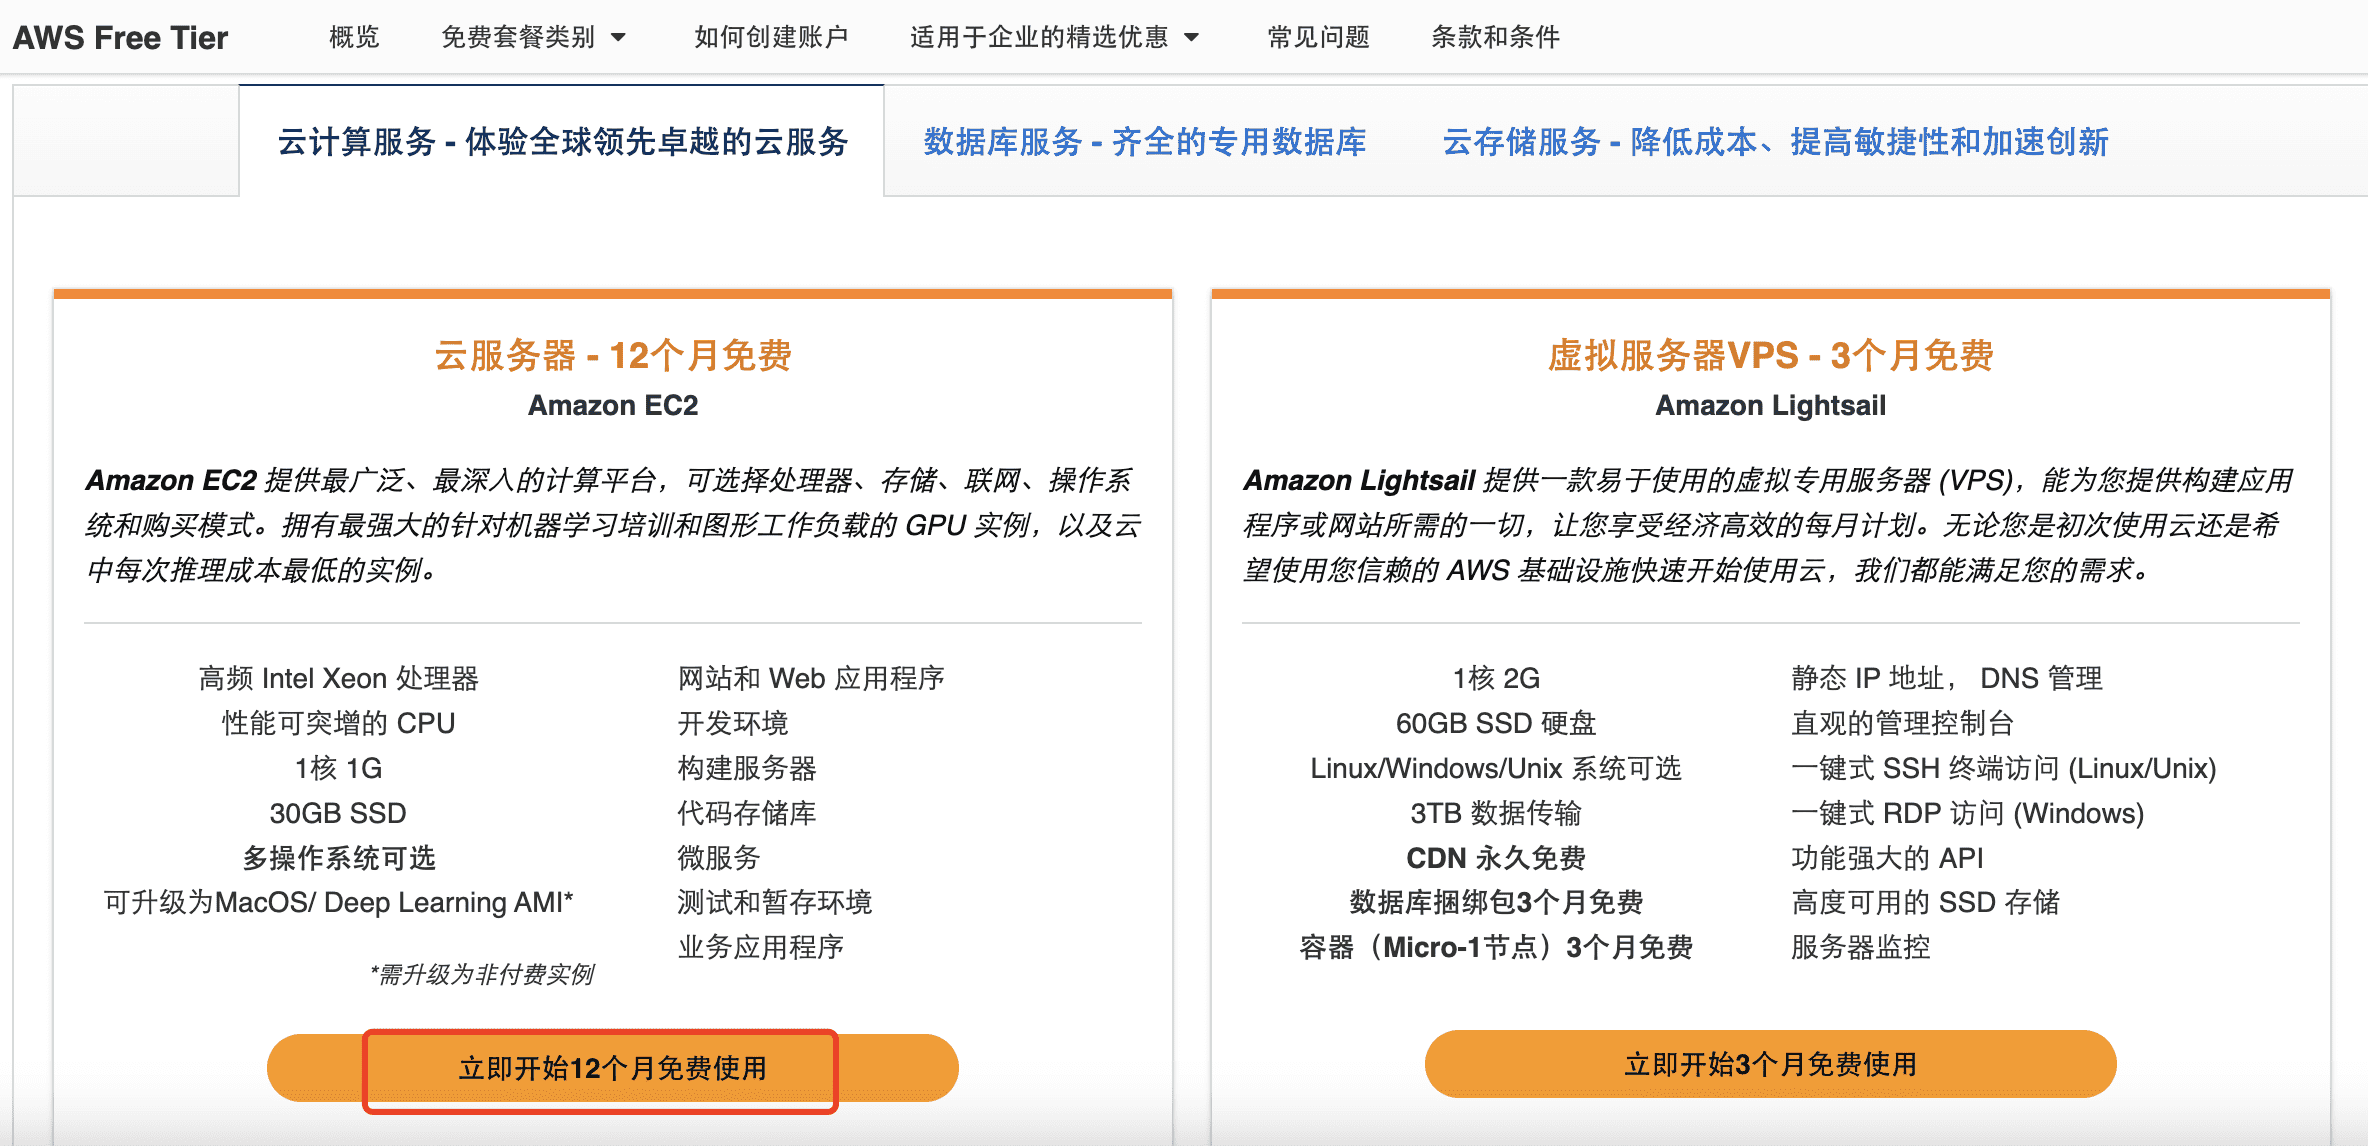 AWS Free Tier
概览
免费套餐类别
如何创建账户
适用于企业的精选优惠
常见问题
条款和条件
云计算服务 - 体验全球领先卓越的云服务
数据库服务 - 齐全的专用数据库
云存储服务 - 降低成本、提高敏捷性和加速创新
云服务器 - 12个月免费
Amazon EC2
Amazon EC2 提供最广泛、最深入的计算平台，可选择处理器、存储、联网、操作系
统和购买模式。拥有最强大的针对机器学习培训和图形工作负载的 GPU 实例，以及云
中每次推理成本最低的实例。
高频 Intel Xeon 处理器
性能可突增的 CPU
1核 1G
30GB SSD
多操作系统可选
可升级为MacOS/ Deep Learning AMI*
*需升级为非付费实例
网站和 Web 应用程序
开发环境
构建服务器
代码存储库
微服务
测试和暂存环境
业务应用程序
立即开始12个月免费使用
虚拟服务器VPS - 3个月免费
Amazon Lightsail
Amazon Lightsail 提供一款易于使用的虚拟专用服务器 (VPS)，能为您提供构建应用
程序或网站所需的一切，让您享受经济高效的每月计划。无论您是初次使用云还是希
望使用您信赖的 AWS 基础设施快速开始使用云，我们都能满足您的需求。
1核 2G
60GB SSD 硬盘
Linux/Windows/Unix 系统可选
3TB 数据传输
CDN 永久免费
数据库捆绑包3个月免费
容器（Micro-1节点）3个月免费
静态 IP 地址， DNS 管理
直观的管理控制台
一键式 SSH 终端访问 (Linux/Unix)
一键式 RDP 访问 (Windows)
功能强大的 API
高度可用的 SSD 存储
服务器监控
立即开始3个月免费使用